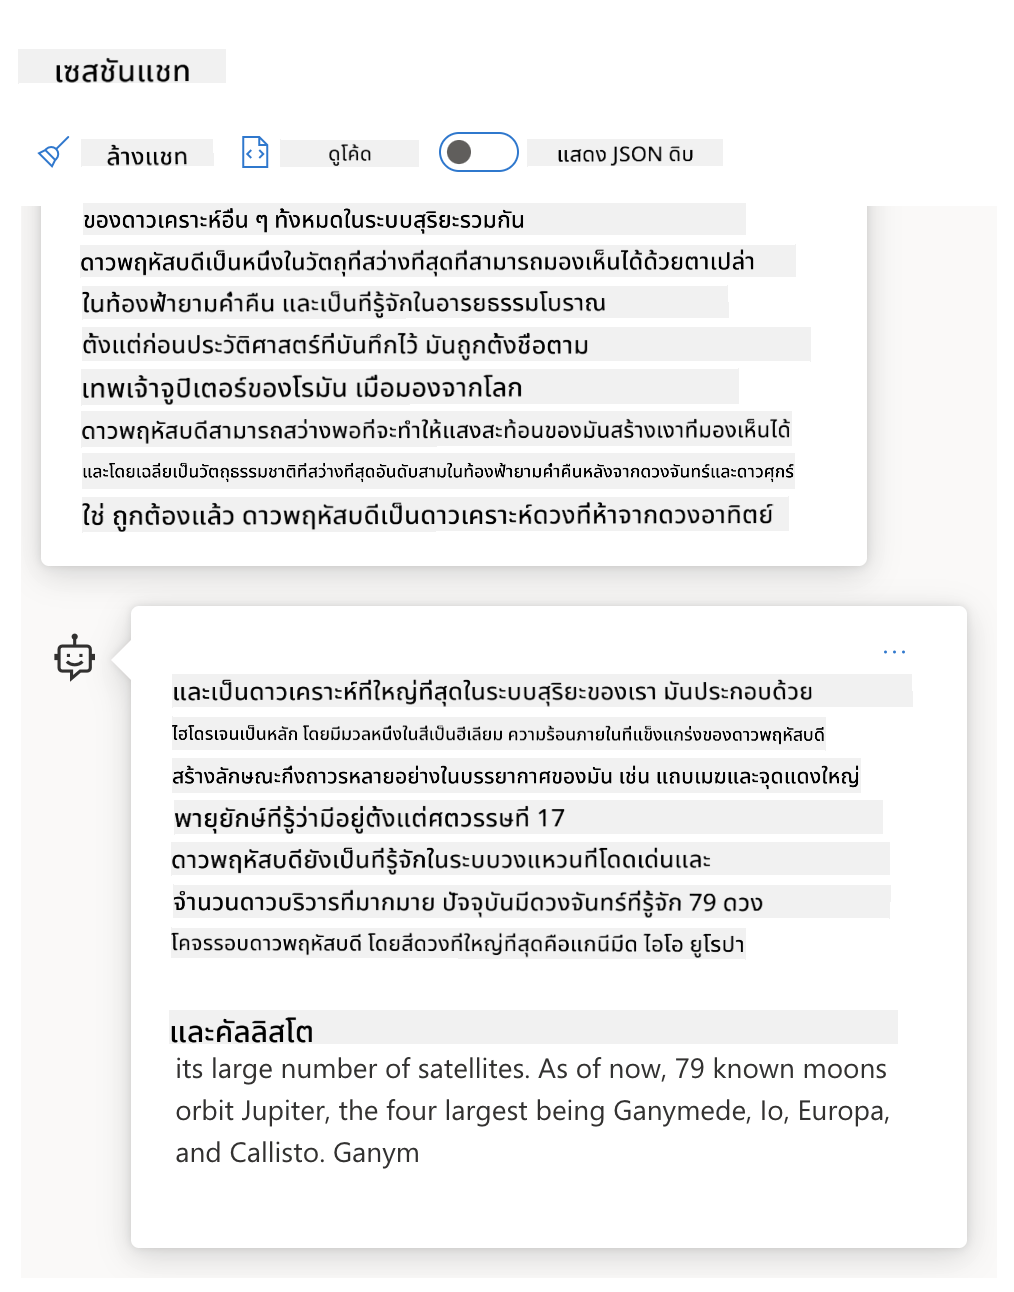 เซสชันแชท
ล้างแชท
ดูโค้ด
แสดง JSON ดิบ
ของดาวเคราะห์อื่น ๆ ทั้งหมดในระบบสุริยะรวมกัน
ดาวพฤหัสบดีเป็นหนึ่งในวัตถุที่สว่างที่สุดที่สามารถมองเห็นได้ด้วยตาเปล่า
ในท้องฟ้ายามค่ำคืน และเป็นที่รู้จักในอารยธรรมโบราณ
ตั้งแต่ก่อนประวัติศาสตร์ที่บันทึกไว้ มันถูกตั้งชื่อตาม
เทพเจ้าจูปิเตอร์ของโรมัน เมื่อมองจากโลก
ดาวพฤหัสบดีสามารถสว่างพอที่จะทำให้แสงสะท้อนของมันสร้างเงาที่มองเห็นได้
และโดยเฉลี่ยเป็นวัตถุธรรมชาติที่สว่างที่สุดอันดับสามในท้องฟ้ายามค่ำคืนหลังจากดวงจันทร์และดาวศุกร์
ใช่ ถูกต้องแล้ว ดาวพฤหัสบดีเป็นดาวเคราะห์ดวงที่ห้าจากดวงอาทิตย์
...
และเป็นดาวเคราะห์ที่ใหญ่ที่สุดในระบบสุริยะของเรา มันประกอบด้วย
ไฮโดรเจนเป็นหลัก โดยมีมวลหนึ่งในสี่เป็นฮีเลียม ความร้อนภายในที่แข็งแกร่งของดาวพฤหัสบดี
สร้างลักษณะกึ่งถาวรหลายอย่างในบรรยากาศของมัน เช่น แถบเมฆและจุดแดงใหญ่
พายุยักษ์ที่รู้ว่ามีอยู่ตั้งแต่ศตวรรษที่ 17
ดาวพฤหัสบดียังเป็นที่รู้จักในระบบวงแหวนที่โดดเด่นและ
จำนวนดาวบริวารที่มากมาย ปัจจุบันมีดวงจันทร์ที่รู้จัก 79 ดวง
โคจรรอบดาวพฤหัสบดี โดยสี่ดวงที่ใหญ่ที่สุดคือแกนีมีด ไอโอ ยูโรปา
และคัลลิสโต
its large number of satellites. As of now, 79 known moons
orbit Jupiter, the four largest being Ganymede, Io, Europa,
and Callisto. Ganym